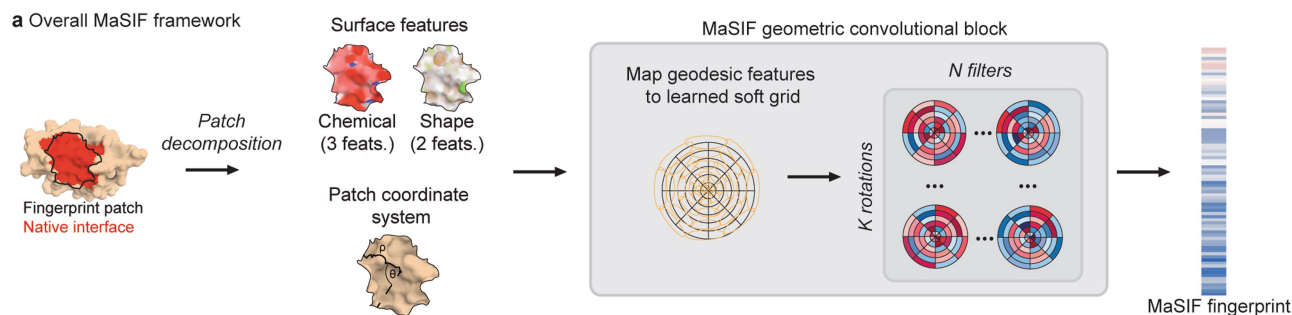 a Overall MaSIF framework
Fingerprint patch
Native interface
Patch
decomposition
Surface features
Chemical
(3 feats.)
Shape
(2 feats.)
Patch coordinate
system
ρ
θ
MaSIF geometric convolutional block
Map geodesic features
to learned soft grid
N filters
K rotations
...
...
...
...
MaSIF fingerprint